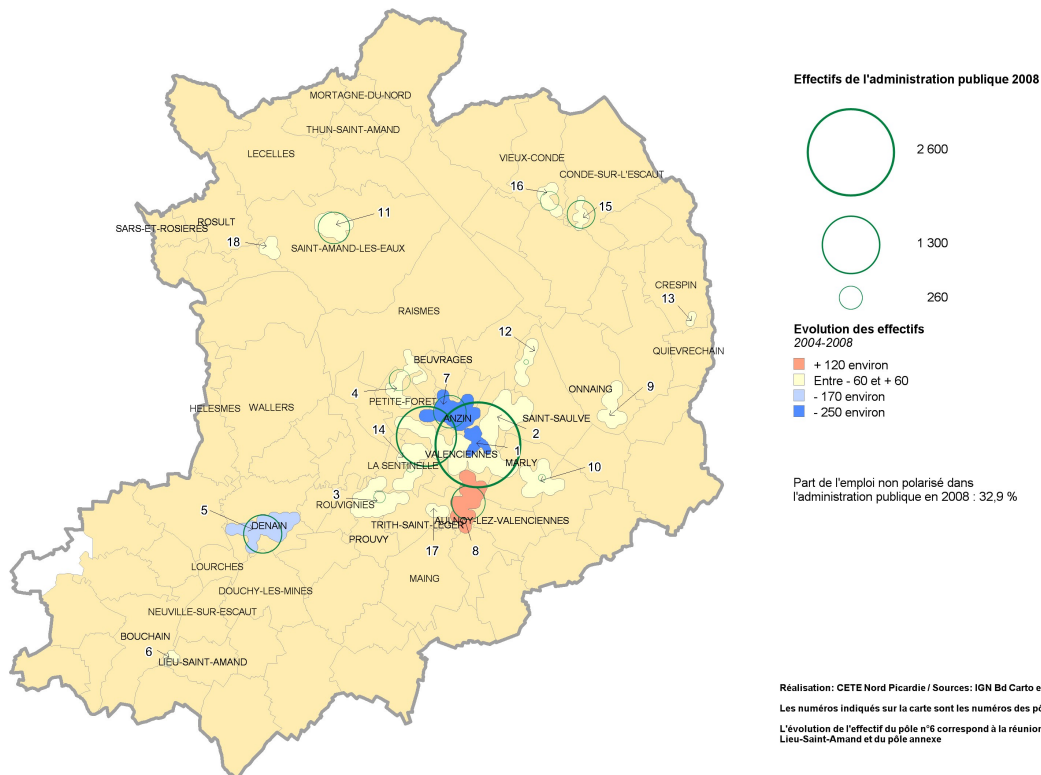 Effectifs de l'administration publique 2008
2 600
1 300
260
Evolution des effectifs
2004-2008
+ 120 environ
Entre - 60 et + 60
- 170 environ
- 250 environ
Part de l'emploi non polarisé dans
l'administration publique en 2008 : 32,9 %
Réalisation: CETE Nord Picardie / Sources: IGN Bd Carto e
Les numéros indiqués sur la carte sont les numéros des pô
L'évolution de l'effectif du pôle n°6 correspond à la réunion
Lieu-Saint-Amand et du pôle annexe
MORTAGNE-DU-NORD
THUN-SAINT-AMAND
LECELLES
VIEUX-CONDE
CONDE-SUR-L'ESCAUT
16
15
11
ROSULT
SARS-ET-ROSIERES
18
SAINT-AMAND-LES-EAUX
CRESPIN
13
RAISMES
12
QUIEVRECHAIN
BEUVRAGES
7
4
ONNAING
9
PETITE-FORET
HELESMES
WALLERS
ANZIN
SAINT-SAULVE
14
2
1
VALENCIENNES
MARLY
LA SENTINELLE
10
3
ROUVIGNIES
5
DENAIN
TRITH-SAINT-LEGER
AULNOY-LEZ-VALENCIENNES
PROUVY
17
8
LOURCHES
MAING
DOUCHY-LES-MINES
NEUVILLE-SUR-ESCAUT
BOUCHAIN
6
LIEU-SAINT-AMAND